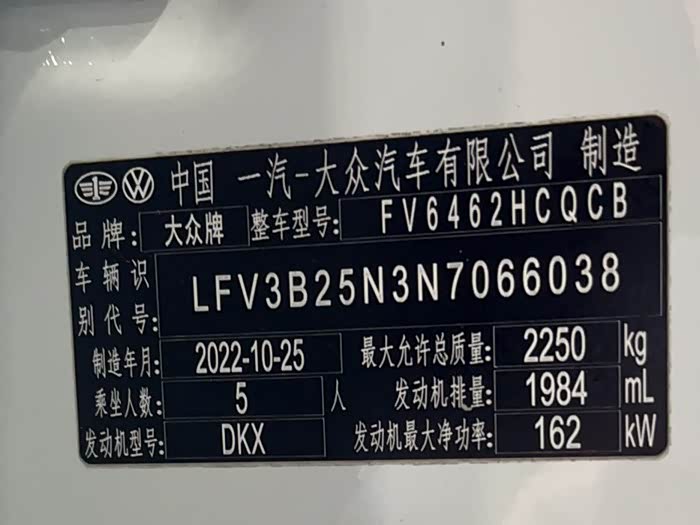 中国 一汽-大众汽车有限公司 制造
品牌: 大众牌 整车型号: FV6462HCQCB
车辆识别代号: LFV3B25N3N7066038
制造年月: 2022-10-25 最大允许总质量: 2250 kg
乘坐人数: 5 人 发动机排量: 1984 mL
发动机型号: DKX 发动机最大净功率: 162 kW